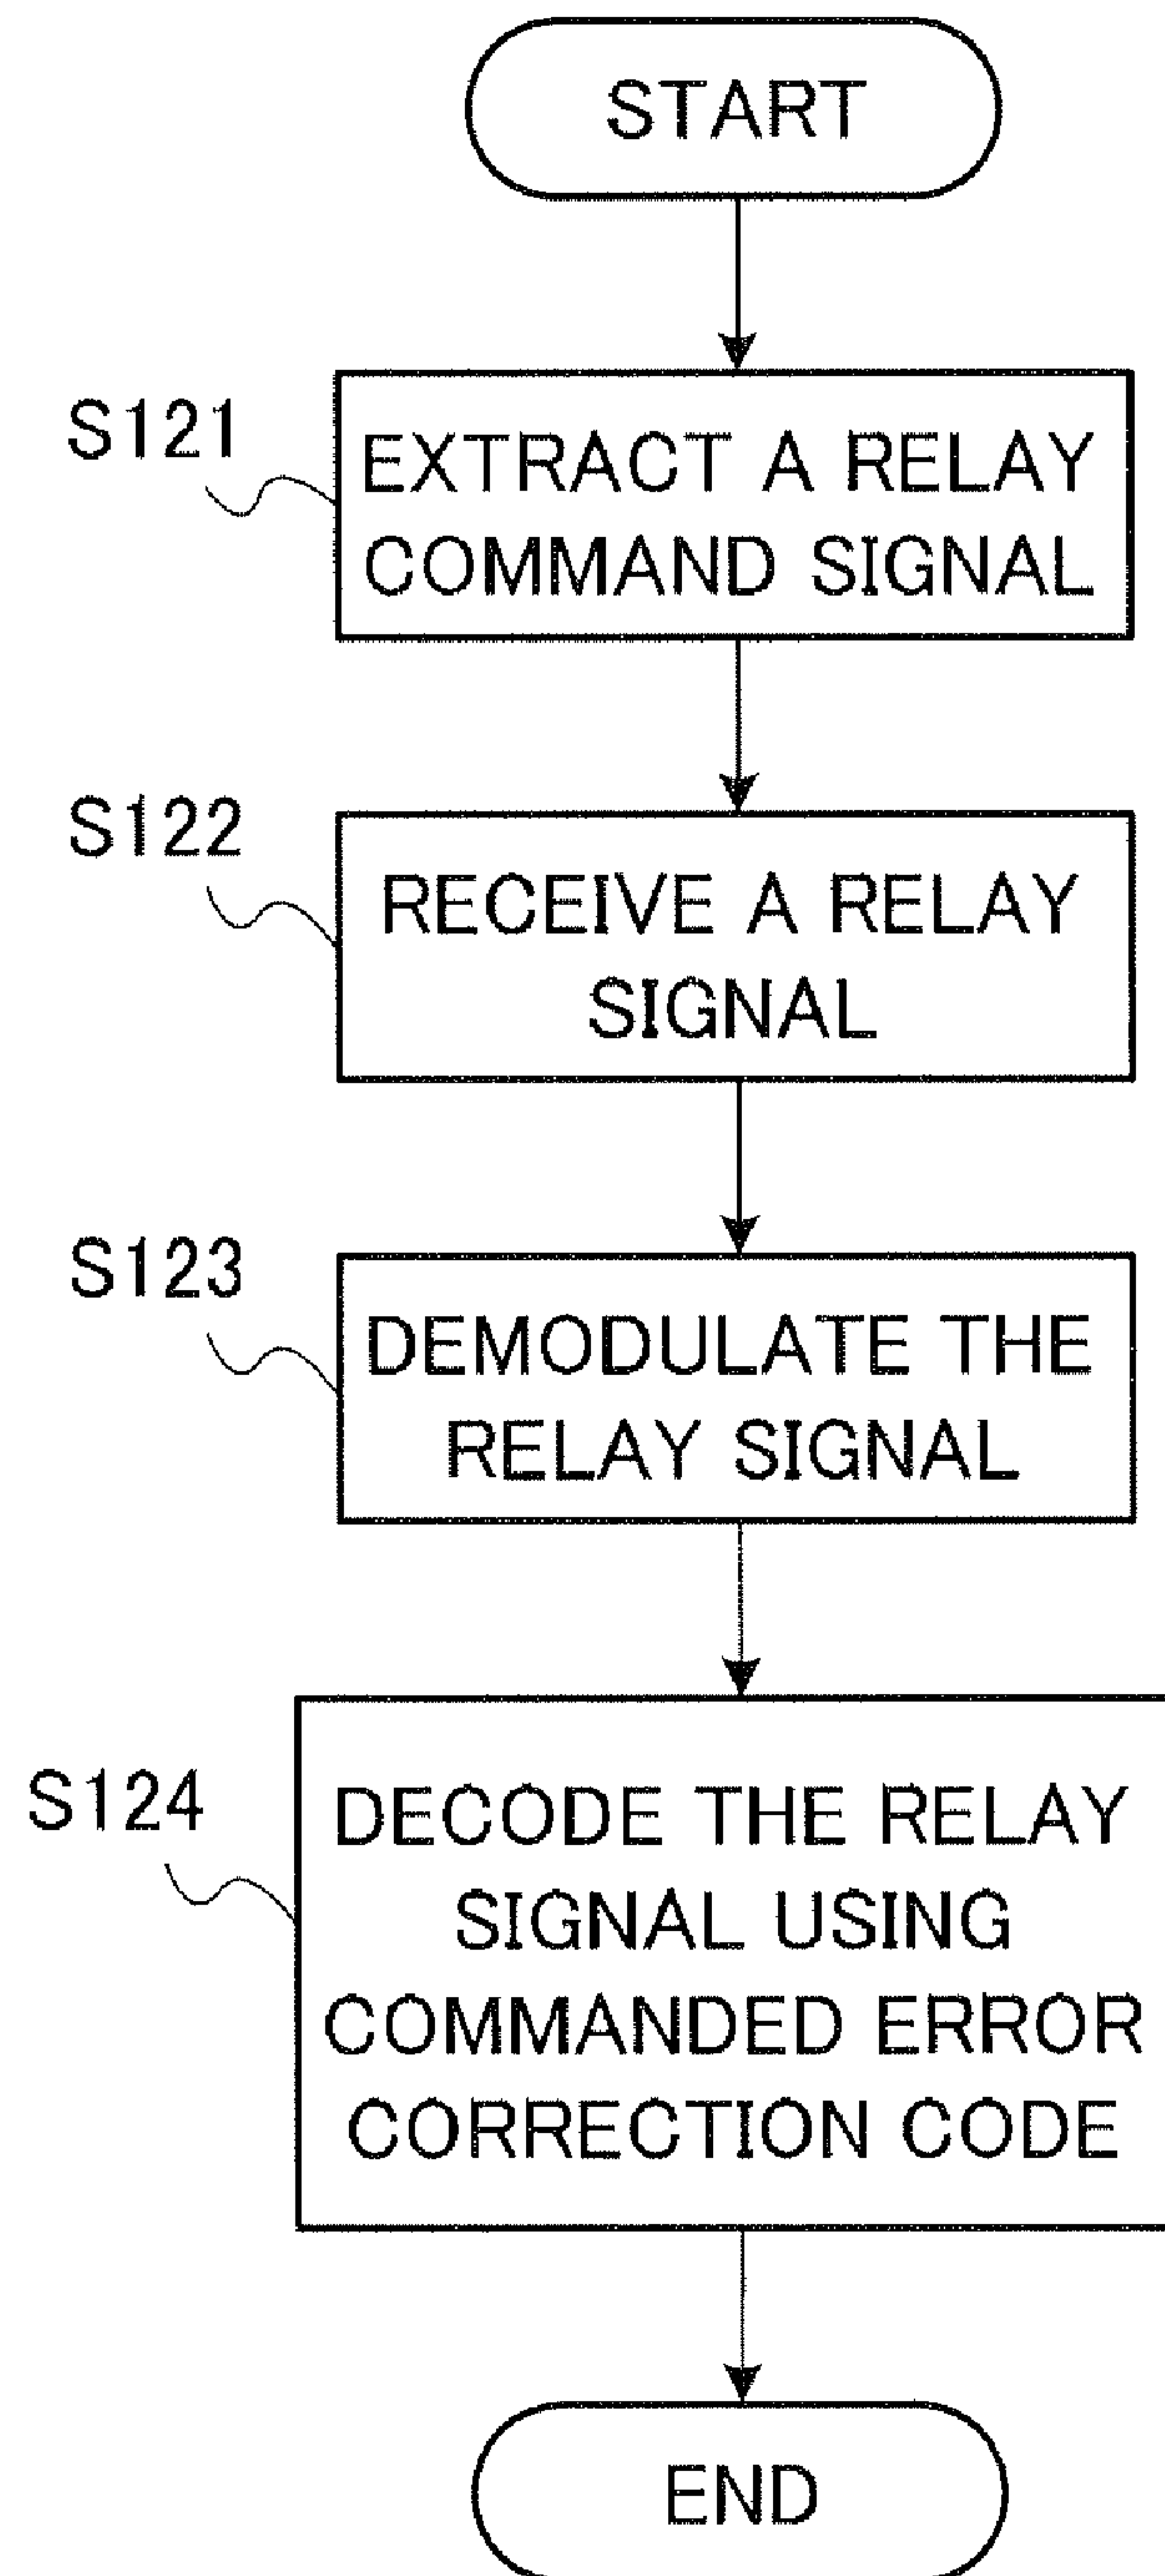 START
S121
EXTRACT A RELAY
COMMAND SIGNAL
S122
RECEIVE A RELAY
SIGNAL
S123
DEMODULATE THE
RELAY SIGNAL
S124
DECODE THE RELAY
SIGNAL USING
COMMANDED ERROR
CORRECTION CODE
END